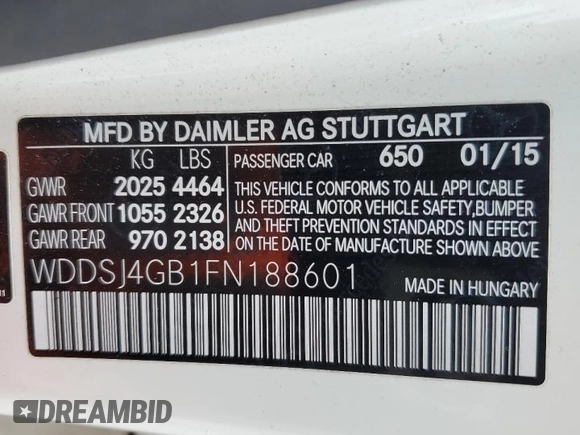 MFD BY DAIMLER AG STUTTGART
KG LBS
GVWR 2025 4464
GAWR FRONT 1055 2326
GAWR REAR 970 2138
PASSENGER CAR 650 01/15
THIS VEHICLE CONFORMS TO ALL APPLICABLE
U.S. FEDERAL MOTOR VEHICLE SAFETY, BUMPER
AND THEFT PREVENTION STANDARDS IN EFFECT
ON THE DATE OF MANUFACTURE SHOWN ABOVE
WDDSJ4GB1FN188601
MADE IN HUNGARY
DREAMBID